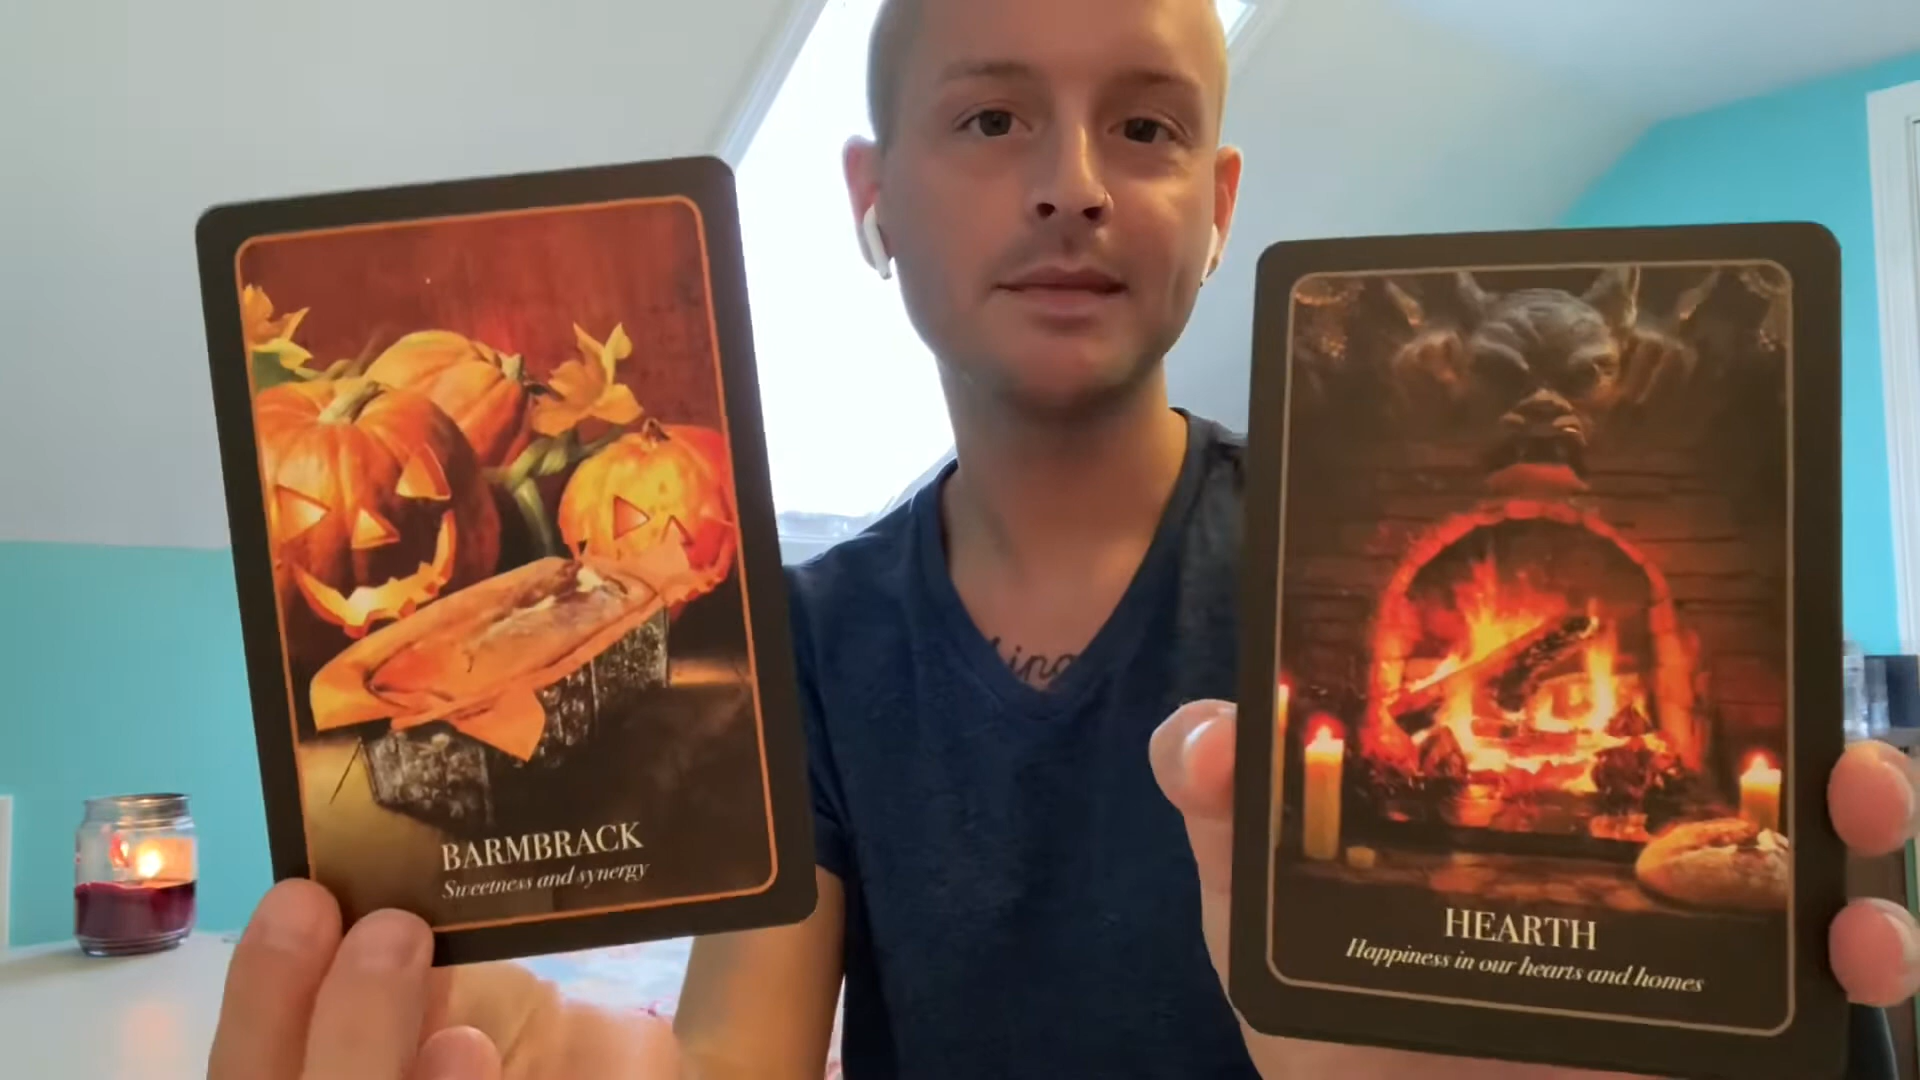 BARMBRACK
Sweetness and synergy
HEARTH
Happiness in our hearts and homes